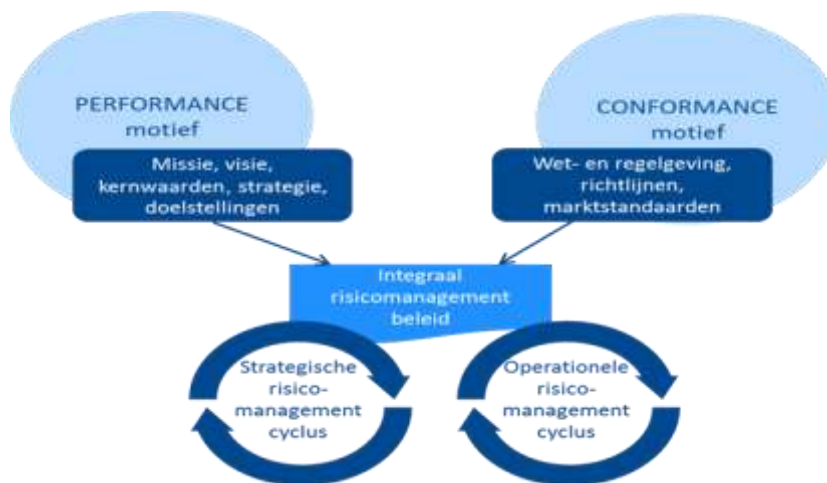 PERFORMANCE
motief
Missie, visie,
kernwaarden, strategie,
doelstellingen
CONFORMANCE
motief
Wet- en regelgeving,
richtlijnen,
marktstandaarden
Integraal
risicomanagement
beleid
Strategische
risico-
management
cyclus
Operationele
risico-
management
cyclus